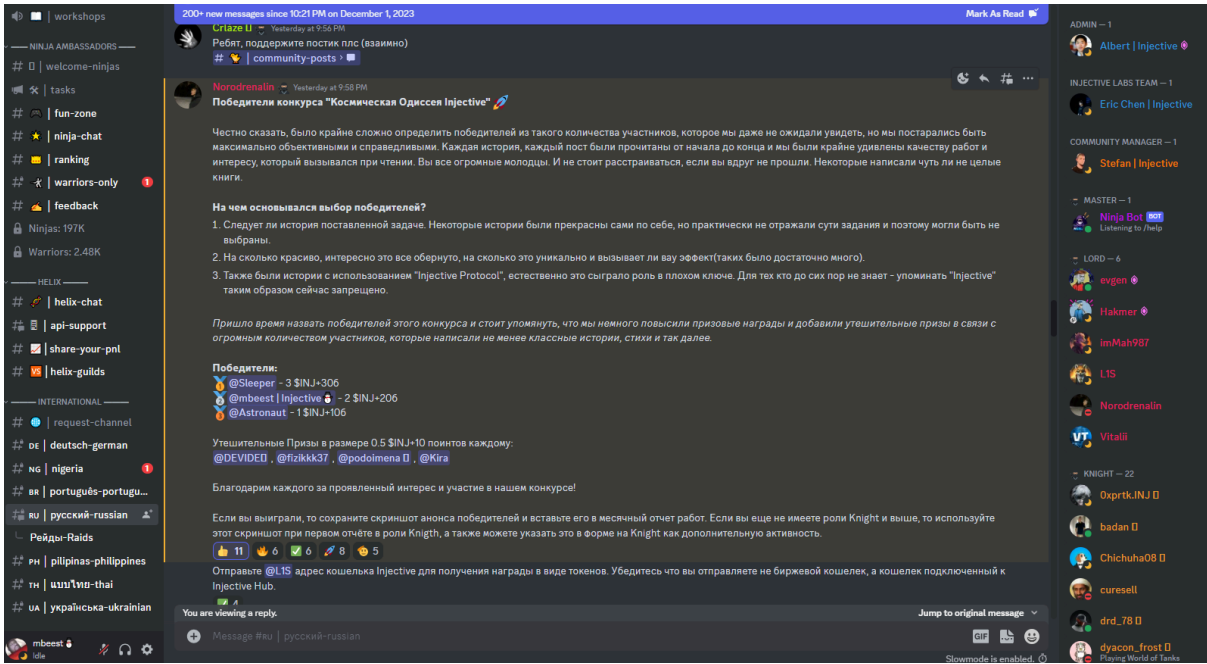 workshops
NINJA AMBASSADORS
welcome-ninjas
tasks
fun-zone
ninja-chat
ranking
warriors-only
1
feedback
Ninjas: 197K
Warriors: 2.48K
HELIX
helix-chat
api-support
share-your-pnl
VS helix-guilds
INTERNATIONAL
request-channel
DE deutsch-german
NG nigeria
1
BR português-portugu...
RU русский-russian
Рейды-Raids
PH pilipinas-philippines
TH แบบไทย-thai
UA українська-ukrainian
mbeest
Idle
200+ new messages since 10:21 PM on December 1, 2023
Mark As Read
Crlaze Yesterday at 9:56 PM
Ребят, поддержите постик плс (взаимно)
# | community-posts ›
Norodrenalin Yesterday at 9:58 PM
Победители конкурса "Космическая Одиссея Injective"
Честно сказать, было крайне сложно определить победителей из такого количества участников, которое мы даже не ожидали увидеть, но мы постарались быть
максимально объективными и справедливыми. Каждая история, каждый пост были прочитаны от начала до конца и мы были крайне удивлены качеству работ и
интересу, который вызывался при чтении. Вы все огромные молодцы. И не стоит расстраиваться, если вы вдруг не прошли. Некоторые написали чуть ли не целые
книги.
На чем основывался выбор победителей?
1. Следует ли история поставленной задаче. Некоторые истории были прекрасны сами по себе, но практически не отражали сути задания и поэтому могли быть не
выбраны.
2. На сколько красиво, интересно это все обернуто, на сколько это уникально и вызывает ли вау эффект(таких было достаточно много).
3. Также были истории с использованием "Injective Protocol", естественно это сыграло роль в плохом ключе. Для тех кто до сих пор не знает - упоминать "Injective"
таким образом сейчас запрещено.
Пришло время назвать победителей этого конкурса и стоит упомянуть, что мы немного повысили призовые награды и добавили утешительные призы в связи с
огромным количеством участников, которые написали не менее классные истории, стихи и так далее.
Победители:
@Sleeper - 3 $INJ+30б
@mbeest | Injective - 2 $INJ+20б
@Astronaut - 1 $INJ+10б
Утешительные Призы в размере 0.5 $INJ+10 поинтов каждому:
@DEVIDE , @fizikkk37 , @podoimena , @Kira
Благодарим каждого за проявленный интерес и участие в нашем конкурсе!
Если вы выиграли, то сохраните скриншот анонса победителей и вставьте его в месячный отчет работ. Если вы еще не имеете роли Knight и выше, то используйте
этот скриншот при первом отчёте в роли Knigth, а также можете указать это в форме на Knight как дополнительную активность.
11 6 6 8 5
Отправьте @L1S адрес кошелька Injective для получения награды в виде токенов. Убедитесь что вы отправляете не биржевой кошелек, а кошелек подключенный к
Injective Hub.
4
You are viewing a reply.
Jump to original message
Message #RU | русский-russian
GIF
Slowmode is enabled.
ADMIN — 1
Albert | Injective
INJECTIVE LABS TEAM — 1
Eric Chen | Injective
COMMUNITY MANAGER — 1
Stefan | Injective
MASTER — 1
Ninja Bot BOT
Listening to /help
LORD — 6
evgen
Hakmer
imMah987
L1S
Norodrenalin
VT Vitalii
KNIGHT — 22
0xprtk.INJ
badan
Chichuha08
curesell
drd_78
dyacon_frost
Playing World of Tanks